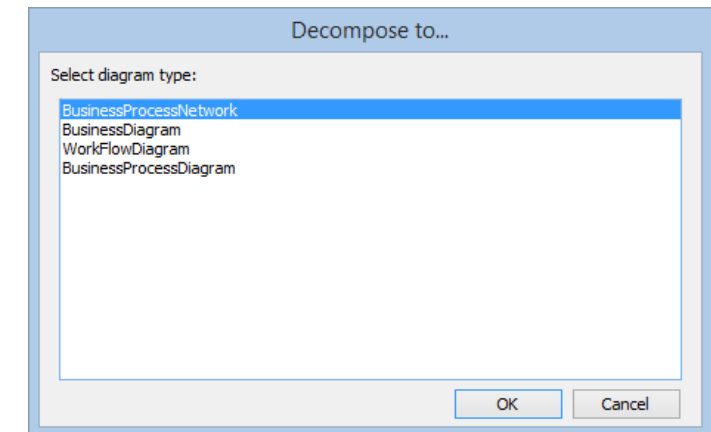 Decompose to...
Select diagram type:
BusinessProcessNetwork
BusinessDiagram
WorkFlowDiagram
BusinessProcessDiagram
OK Cancel